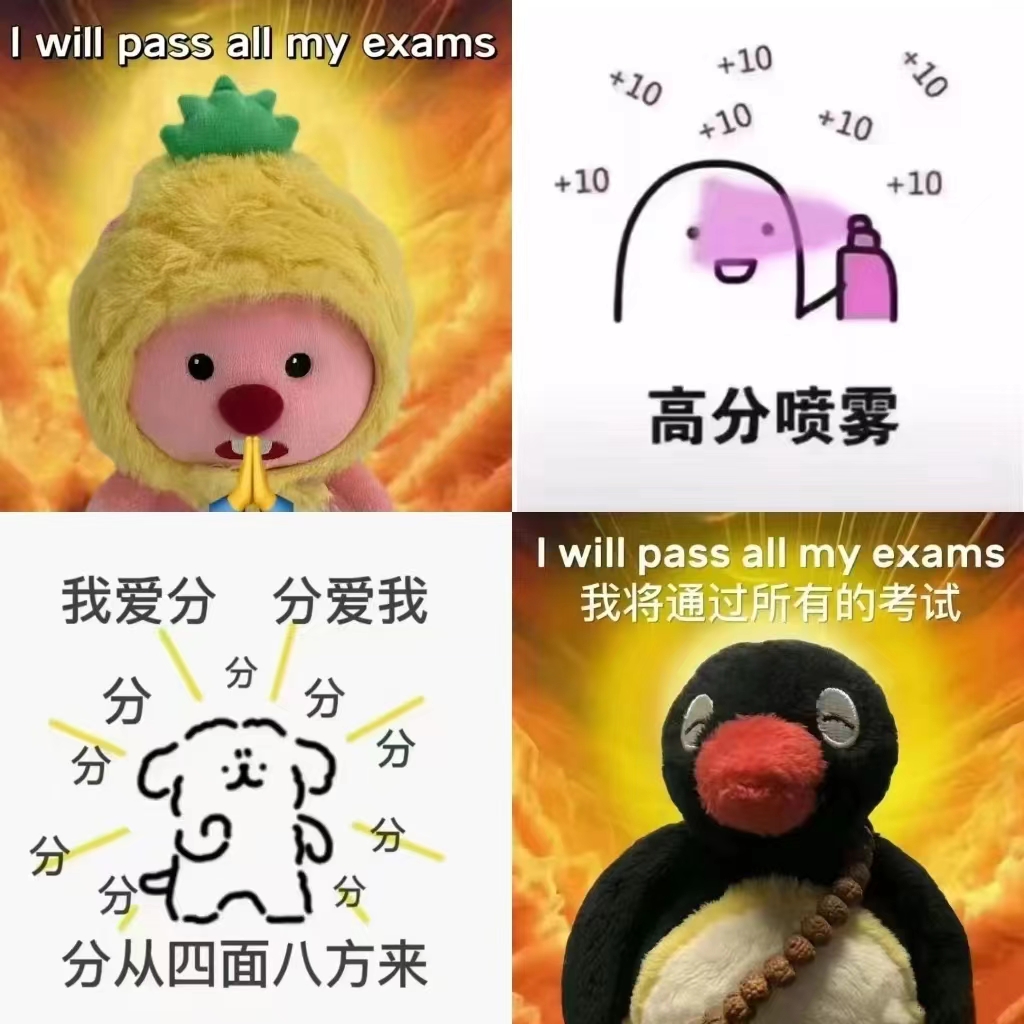 I will pass all my exams
+10
+10
+10
+10
+10
+10
+10
高分喷雾
我爱分 分爱我
分
分
分
分
分
分
分
分
分
分从四面八方来
I will pass all my exams
我将通过所有的考试